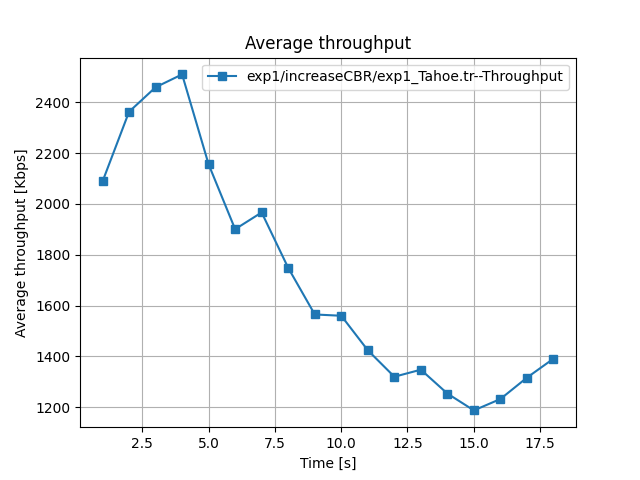 Average throughput
exp1/increaseCBR/exp1_Tahoe.tr--Throughput
Average throughput [Kbps]
2400
2200
2000
1800
1600
1400
1200
2.5 5.0 7.5 10.0 12.5 15.0 17.5
Time [s]